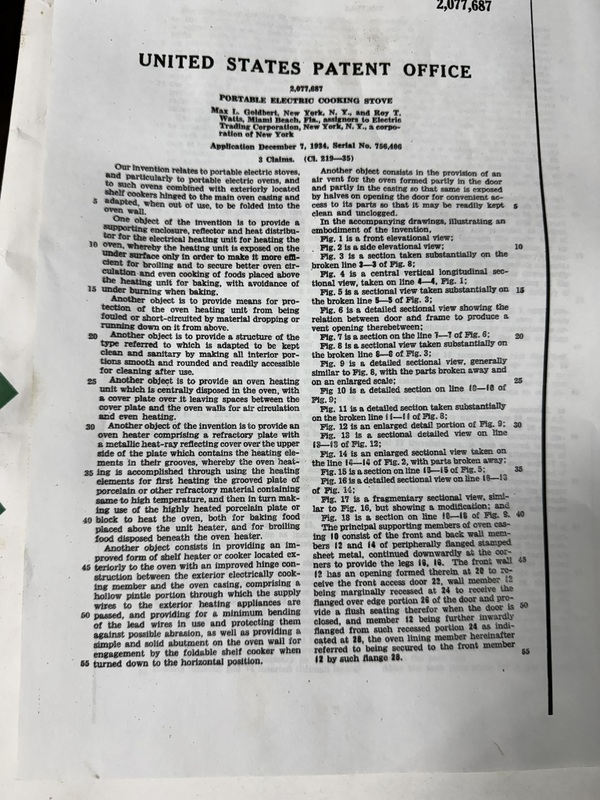 2,077,687
UNITED STATES PATENT OFFICE
2,077,687
PORTABLE ELECTRIC COOKING STOVE
Max L. Goldbert, New York, N. Y., and Roy T.
Watts, Miami Beach, Fla., assignors to Electric
Trading Corporation, New York, N. Y., a corpo-
ration of New York
Application December 7, 1934, Serial No. 756,406
3 Claims. (Cl. 219—35)
Our invention relates to portable electric stoves,
and particularly to portable electric ovens, and
to such ovens combined with exteriorly located
shelf cookers hinged to the main oven casing and
5 adapted, when out of use, to be folded into the
oven wall.
One object of the invention is to provide a
supporting enclosure, reflector and heat distribu-
tor for the electrical heating unit for heating the
10 oven, whereby the heating unit is exposed on the
under surface only in order to make it more effi-
cient for broiling and to secure better oven cir-
culation and even cooking of foods placed above
the heating unit for baking, with avoidance of
15 under burning when baking.
Another object is to provide means for pro-
tection of the oven heating unit from being
fouled or short-circuited by material dropping or
running down on it from above.
20 Another object is to provide a structure of the
type referred to which is adapted to be kept
clean and sanitary by making all interior por-
tions smooth and rounded and readily accessible
for cleaning after use.
25 Another object is to provide an oven heating
unit which is centrally disposed in the oven, with
a cover plate over it leaving spaces between the
cover plate and the oven walls for air circulation
and even heating.
30 Another object of the invention is to provide an
oven heater comprising a refractory plate with
a metallic heat-ray reflecting cover over the upper
side of the plate which contains the heating ele-
ments in their grooves, whereby the oven heat-
35 ing is accomplished through using the heating
elements for first heating the grooved plate of
porcelain or other refractory material containing
same to high temperature, and then in turn mak-
ing use of the highly heated porcelain plate or
40 block to heat the oven, both for baking food
placed above the unit heater, and for broiling
food disposed beneath the oven heater.
Another object consists in providing an im-
proved form of shelf heater or cooker located ex-
45 teriorly to the oven with an improved hinge con-
struction between the exterior electrically cook-
ing member and the oven casing, comprising a
hollow pintle portion through which the supply
wires to the exterior heating appliances are
50 passed, and providing for a minimum bending
of the lead wires in use and protecting them
against possible abrasion, as well as providing a
simple and solid abutment on the oven wall for
engagement by the foldable shelf cooker when
55 turned down to the horizontal position.
Another object consists in the provision of an
air vent for the oven formed partly in the door
and partly in the casing so that same is exposed
by halves on opening the door for convenient ac-
cess to its parts so that it may be readily kept 5
clean and unclogged.
In the accompanying drawings, illustrating an
embodiment of the invention,
Fig. 1 is a front elevational view;
Fig. 2 is a side elevational view; 10
Fig. 3 is a section taken substantially on the
broken line 3—3 of Fig. 8;
Fig. 4 is a central vertical longitudinal sec-
tional view, taken on line 4—4, Fig. 1;
Fig. 5 is a sectional view taken substantially on 15
the broken line 5—5 of Fig. 3;
Fig. 6 is a detailed sectional view showing the
relation between door and frame to produce a
vent opening therebetween;
Fig. 7 is a section on the line 7—7 of Fig. 6; 20
Fig. 8 is a sectional view taken substantially on
the broken line 8—8 of Fig. 3;
Fig. 9 is a detailed sectional view, generally
similar to Fig. 8, with the parts broken away and
on an enlarged scale; 25
Fig 10 is a detailed section on line 10—10 of
Fig. 9;
Fig. 11 is a detailed section taken substantially
on the broken line 11—11 of Fig. 8;
Fig. 12 is an enlarged detail portion of Fig. 9; 30
Fig. 13 is a sectional detailed view on line
13—13 of Fig. 12;
Fig. 14 is an enlarged sectional view taken on
the line 14—14 of Fig. 2, with parts broken away;
Fig. 15 is a section on line 15—15 of Fig. 5; 35
Fig. 16 is a detailed sectional view on line
of Fig. 14;
Fig. 17 is a fragmentary sectional view, simi-
lar to Fig. 16, but showing a modification; and
Fig. 18 is a section on line 18—18 of Fig. 2. 40
The principal supporting members of oven cas-
ing 10 consist of the front and back wall mem-
bers 12 and 14 of peripherally flanged stamped
sheet metal, continued downwardly at the cor-
ners to provide the legs 16, 16. The front wall 45
12 has an opening formed therein at 20 to re-
ceive the front access door 22, wall member 12
being marginally recessed at 24 to receive the
flanged over edge portion 26 of the door and pro-
vide a flush seating therefor when the door is 50
closed, and member 12 being further inwardly
flanged from such recessed portion 24 as indi-
cated at 28, the oven lining member hereinafter
referred to being secured to the front member
12 by such flange 28. 55